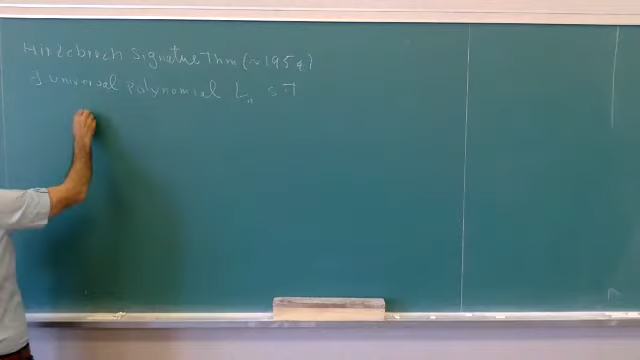 Hirzebruch Signature Thm (~1954)
∃ universal polynomial Lₙ s T